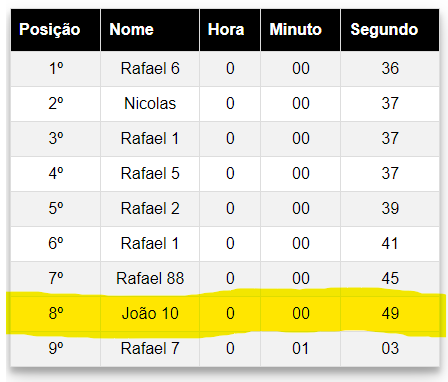 Posição Nome Hora Minuto Segundo
1º Rafael 6 0 00 36
2º Nicolas 0 00 37
3º Rafael 1 0 00 37
4º Rafael 5 0 00 37
5º Rafael 2 0 00 39
6º Rafael 1 0 00 41
7º Rafael 88 0 00 45
8º João 10 0 00 49
9º Rafael 7 0 01 03